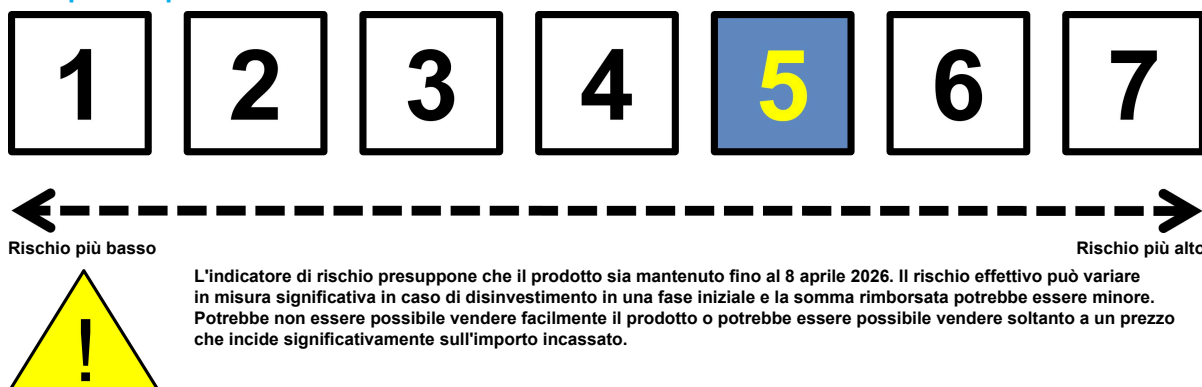 1 2 3 4 5 6 7
Rischio più basso Rischio più alto
L'indicatore di rischio presuppone che il prodotto sia mantenuto fino al 8 aprile 2026. Il rischio effettivo può variare
in misura significativa in caso di disinvestimento in una fase iniziale e la somma rimborsata potrebbe essere minore.
Potrebbe non essere possibile vendere facilmente il prodotto o potrebbe essere possibile vendere soltanto a un prezzo
che incide significativamente sull'importo incassato.
!